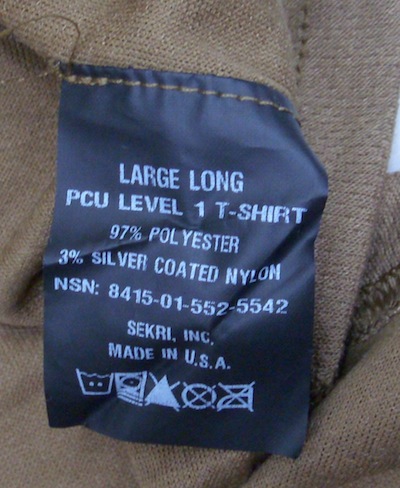 LARGE LONG
PCU LEVEL 1 T-SHIRT
97% POLYESTER
3% SILVER COATED NYLON
NSN: 8415-01-552-5542
SEKRI, INC.
MADE IN U.S.A.